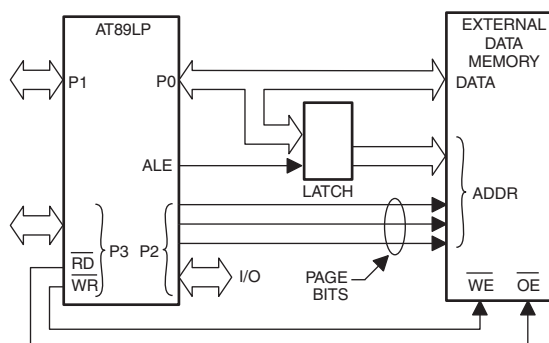 AT89LP
EXTERNAL
DATA
MEMORY
P1
P0
DATA
ALE
LATCH
ADDR
P3
P2
RD
WR
I/O
PAGE
BITS
WE
OE